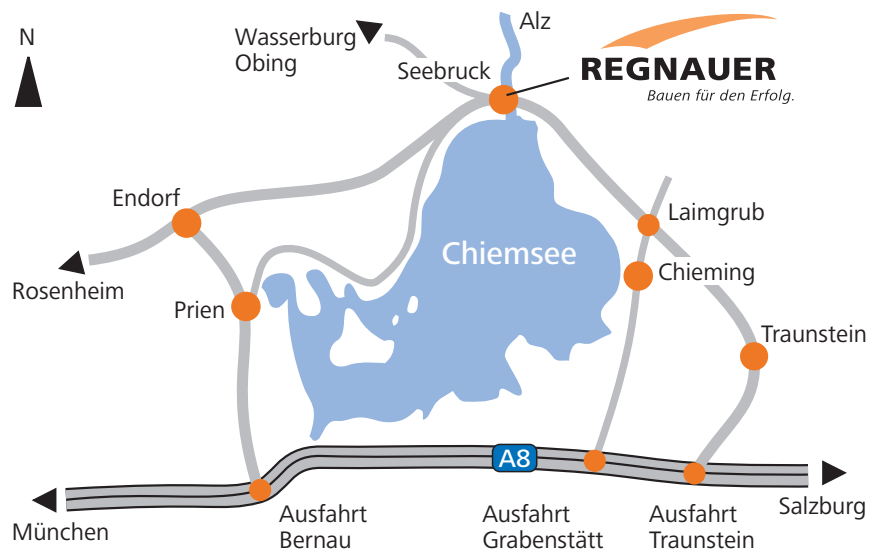 N
Wasserburg
Obing
Alz
Seebruck
REGNAUER
Bauen für den Erfolg.
Endorf
Laimgrub
Chiemsee
Chieming
Rosenheim
Prien
Traunstein
A8
München
Ausfahrt
Bernau
Ausfahrt
Grabenstätt
Ausfahrt
Traunstein
Salzburg